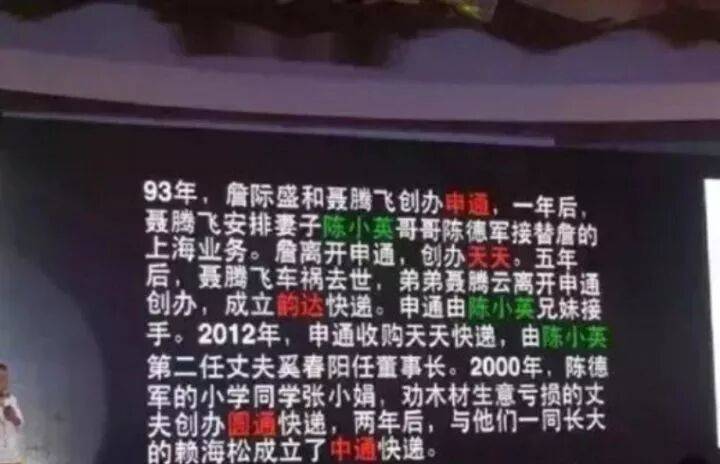 93年，詹际盛和聂腾飞创办申通，一年后，
聂腾飞安排妻子陈小英哥哥陈德军接替詹的
上海业务。詹离开申通，创办天天。五年
后，聂腾飞车祸去世，弟弟聂腾云离开申通
创办，成立韵达快递。申通由陈小英兄妹接
手。2012年，申通收购天天快递，由陈小英
第二任丈夫奚春阳任董事长。2000年，陈德
军的小学同学张小娟，劝木材生意亏损的丈
夫创办圆通快递，两年后，与他们一同长大
的赖海松成立了中通快递。